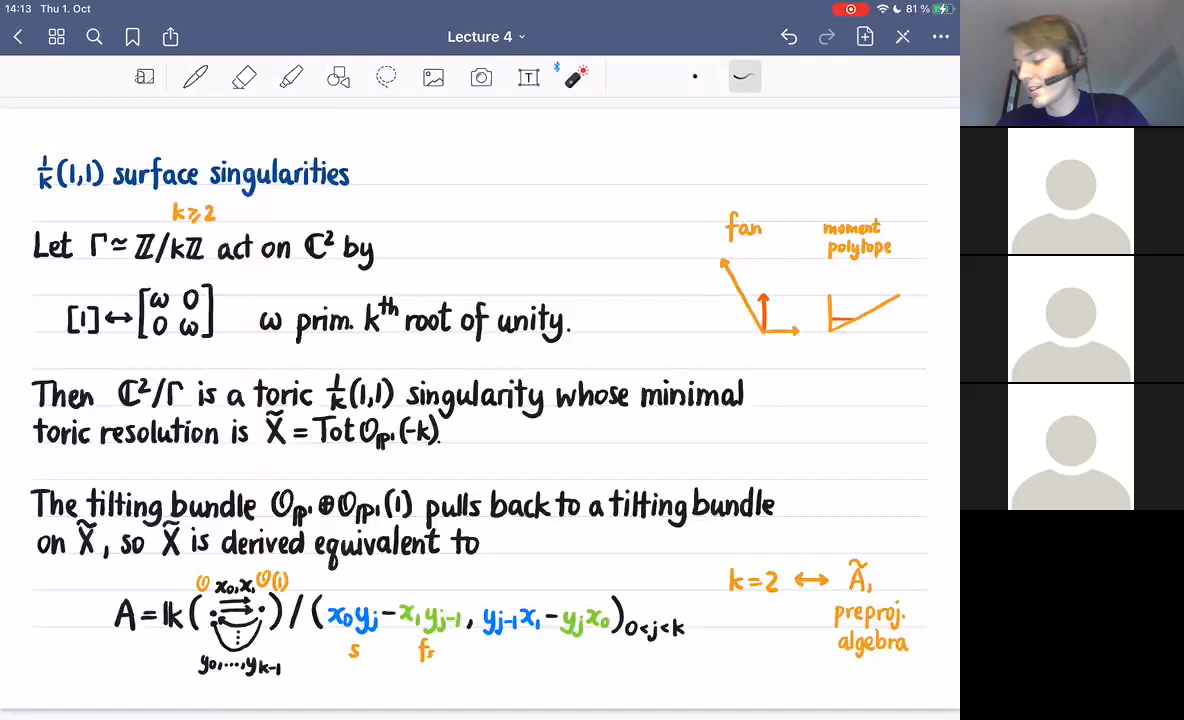 14:13 Thu 1. Oct
81 %
Lecture 4
1/k(1,1) surface singularities
k≥2
Let Γ≃ℤ/kℤ act on ℂ² by
fan
moment
polytope
[1]↔[ω 0
0 ω] ω prim. kᵗʰ root of unity.
Then ℂ²/Γ is a toric 1/k(1,1) singularity whose minimal
toric resolution is X̃ = Tot 𝒪ℙ¹(-k).
The tilting bundle 𝒪ℙ¹⊕𝒪ℙ¹(1) pulls back to a tilting bundle
on X̃, so X̃ is derived equivalent to
𝒪 x₀,x₁ 𝒪(1)
A = 𝕜( · ⇉ · ) / (x₀yⱼ-x₁yⱼ₋₁, yⱼ₋₁x₁-yⱼx₀)₀<ⱼ<ₖ
y₀,...,yₖ₋₁
s fs
k=2 ↔ Ã₁
preproj.
algebra